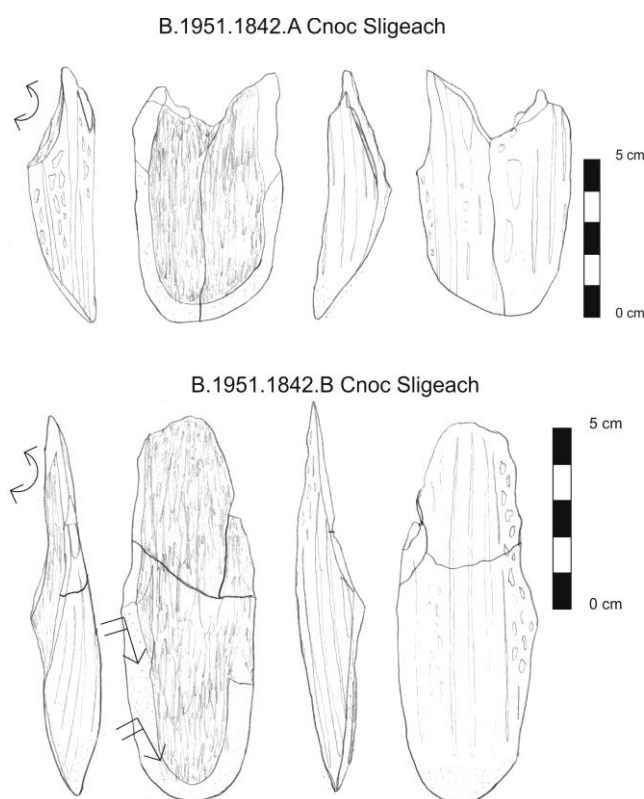 B.1951.1842.A Cnoc Sligeach
5 cm
0 cm
B.1951.1842.B Cnoc Sligeach
5 cm
0 cm